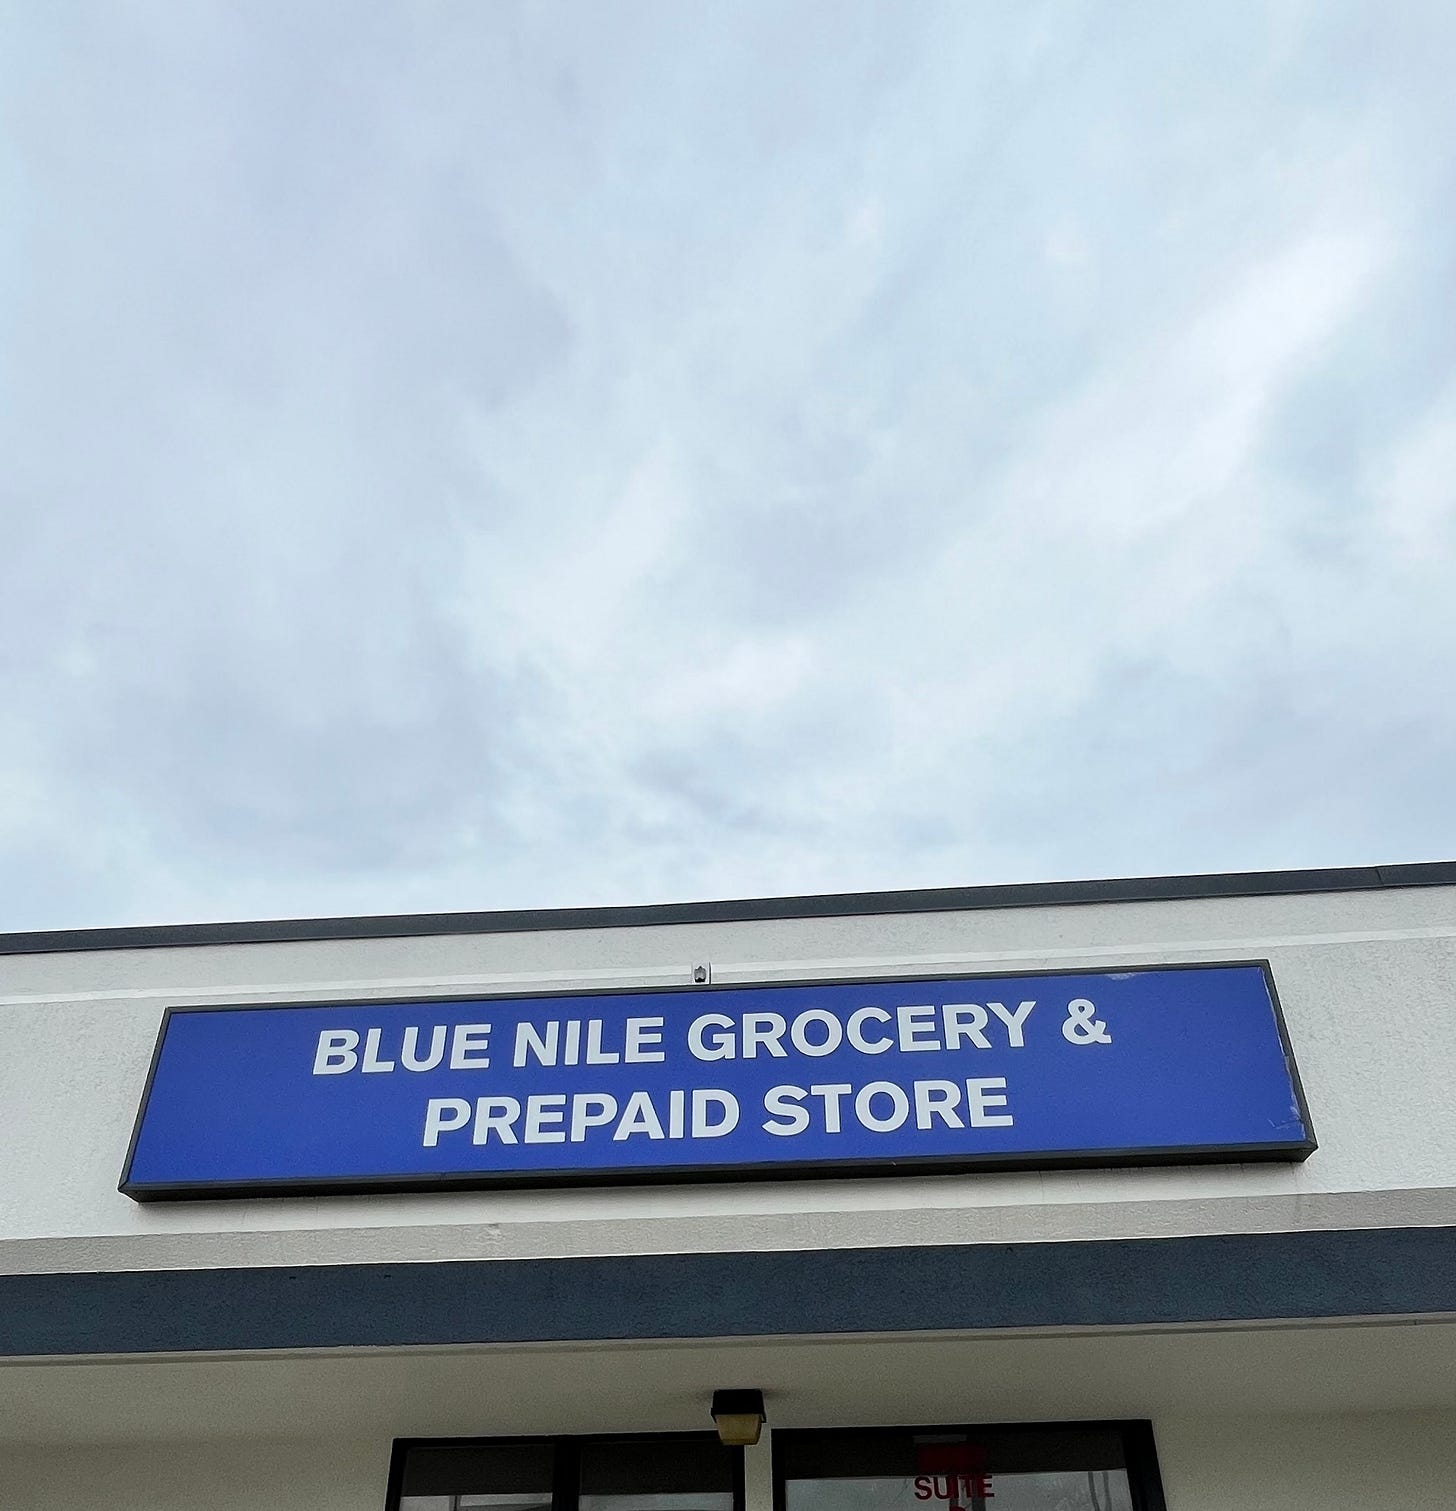 BLUE NILE GROCERY &
PREPAID STORE
SUITE